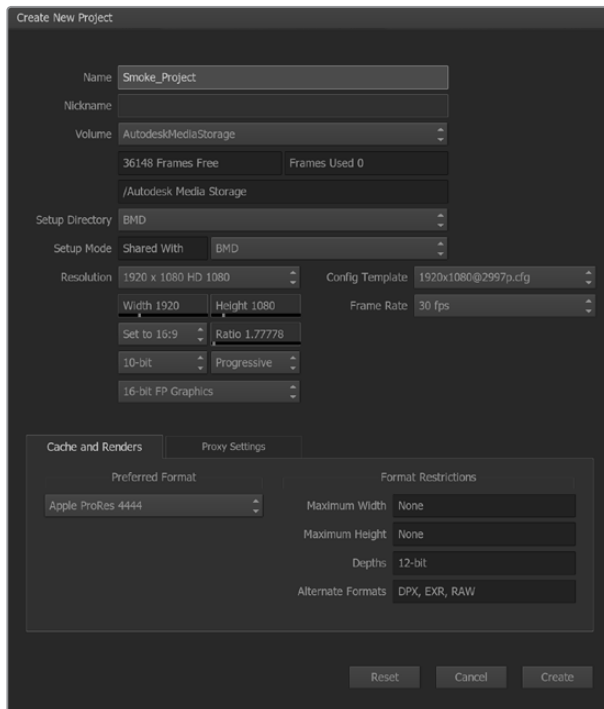 Create New Project
Name Smoke_Project
Nickname
Volume AutodeskMediaStorage
36148 Frames Free Frames Used 0
/Autodesk Media Storage
Setup Directory BMD
Setup Mode Shared With BMD
Resolution 1920 x 1080 HD 1080 Config Template 1920x1080@2997p.cfg
Width 1920 Height 1080 Frame Rate 30 fps
Set to 16:9 Ratio 1.77778
10-bit Progressive
16-bit FP Graphics
Cache and Renders Proxy Settings
Preferred Format Format Restrictions
Apple ProRes 4444 Maximum Width None
Maximum Height None
Depths 12-bit
Alternate Formats DPX, EXR, RAW
Reset Cancel Create